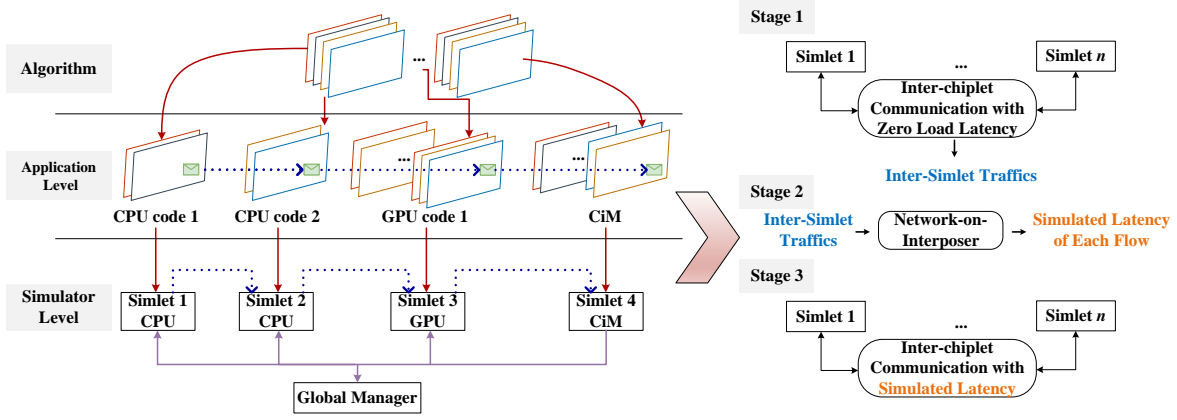 Algorithm
...
Application
Level
...
...
CPU code 1
CPU code 2
GPU code 1
CiM
Simulator
Level
Simlet 1
CPU
Simlet 2
CPU
Simlet 3
GPU
Simlet 4
CiM
Global Manager
Stage 1
Simlet 1
...
Simlet n
Inter-chiplet
Communication with
Zero Load Latency
Inter-Simlet Traffics
Stage 2
Inter-Simlet
Traffics
Network-on-
Interposer
Simulated Latency
of Each Flow
Stage 3
Simlet 1
...
Simlet n
Inter-chiplet
Communication with
Simulated Latency